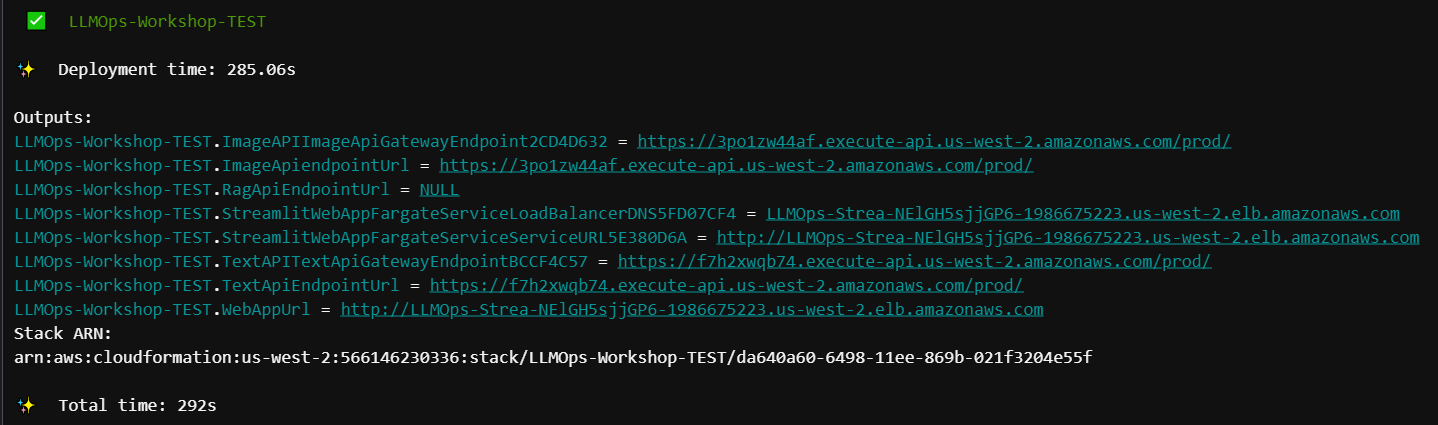 LLMOps-Workshop-TEST
Deployment time: 285.06s
Outputs:
LLMOps-Workshop-TEST.ImageAPIImageApiGatewayEndpoint2CD4D632 = https://3po1zw44af.execute-api.us-west-2.amazonaws.com/prod/
LLMOps-Workshop-TEST.ImageApiendpointUrl = https://3po1zw44af.execute-api.us-west-2.amazonaws.com/prod/
LLMOps-Workshop-TEST.RagApiEndpointUrl = NULL
LLMOps-Workshop-TEST.StreamlitWebAppFargateServiceLoadBalancerDNS5FD07CF4 = LLMOps-Strea-NElGH5sjjGP6-1986675223.us-west-2.elb.amazonaws.com
LLMOps-Workshop-TEST.StreamlitWebAppFargateServiceServiceURL5E380D6A = http://LLMOps-Strea-NElGH5sjjGP6-1986675223.us-west-2.elb.amazonaws.com
LLMOps-Workshop-TEST.TextAPITextApiGatewayEndpointBCCF4C57 = https://f7h2xwqb74.execute-api.us-west-2.amazonaws.com/prod/
LLMOps-Workshop-TEST.TextApiEndpointUrl = https://f7h2xwqb74.execute-api.us-west-2.amazonaws.com/prod/
LLMOps-Workshop-TEST.WebAppUrl = http://LLMOps-Strea-NElGH5sjjGP6-1986675223.us-west-2.elb.amazonaws.com
Stack ARN:
arn:aws:cloudformation:us-west-2:566146230336:stack/LLMOps-Workshop-TEST/da640a60-6498-11ee-869b-021f3204e55f
Total time: 292s